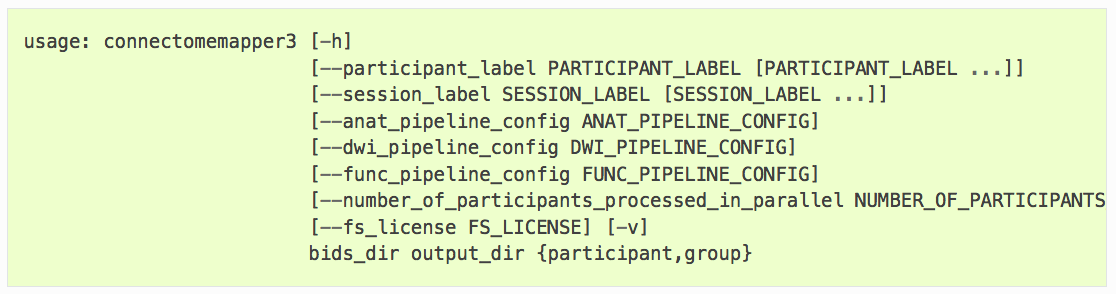 usage: connectomemapper3 [-h]
[--participant_label PARTICIPANT_LABEL [PARTICIPANT_LABEL ...]]
[--session_label SESSION_LABEL [SESSION_LABEL ...]]
[--anat_pipeline_config ANAT_PIPELINE_CONFIG]
[--dwi_pipeline_config DWI_PIPELINE_CONFIG]
[--func_pipeline_config FUNC_PIPELINE_CONFIG]
[--number_of_participants_processed_in_parallel NUMBER_OF_PARTICIPANTS
[--fs_license FS_LICENSE] [-v]
bids_dir output_dir {participant,group}